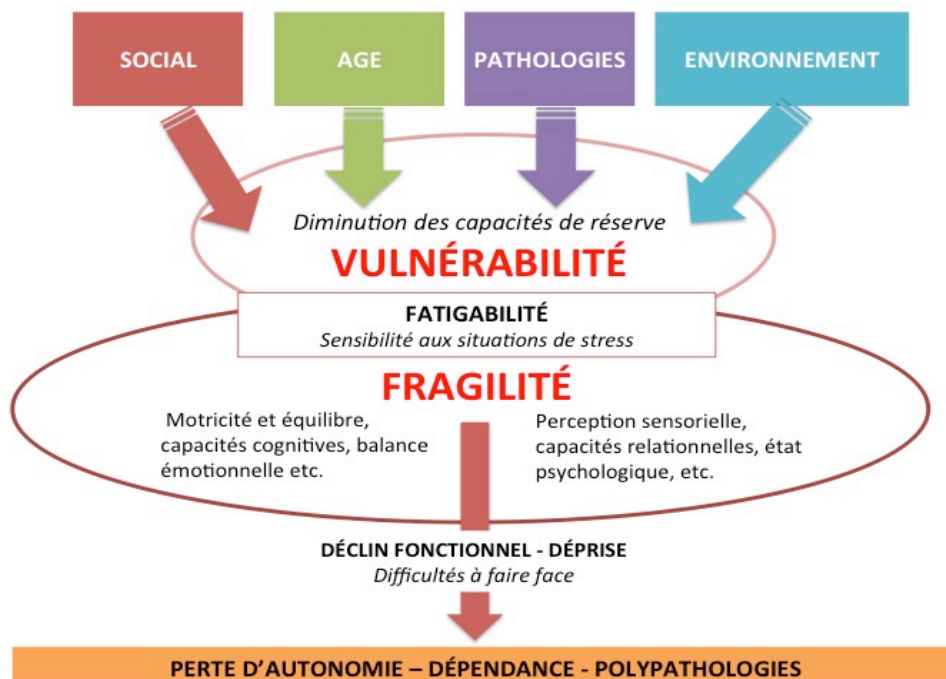 SOCIAL
AGE
PATHOLOGIES
ENVIRONNEMENT
Diminution des capacités de réserve
VULNÉRABILITÉ
FATIGABILITÉ
Sensibilité aux situations de stress
FRAGILITÉ
Motricité et équilibre,
capacités cognitives, balance
émotionnelle etc.
Perception sensorielle,
capacités relationnelles, état
psychologique, etc.
DÉCLIN FONCTIONNEL - DÉPRISE
Difficultés à faire face
PERTE D’AUTONOMIE – DÉPENDANCE - POLYPATHOLOGIES